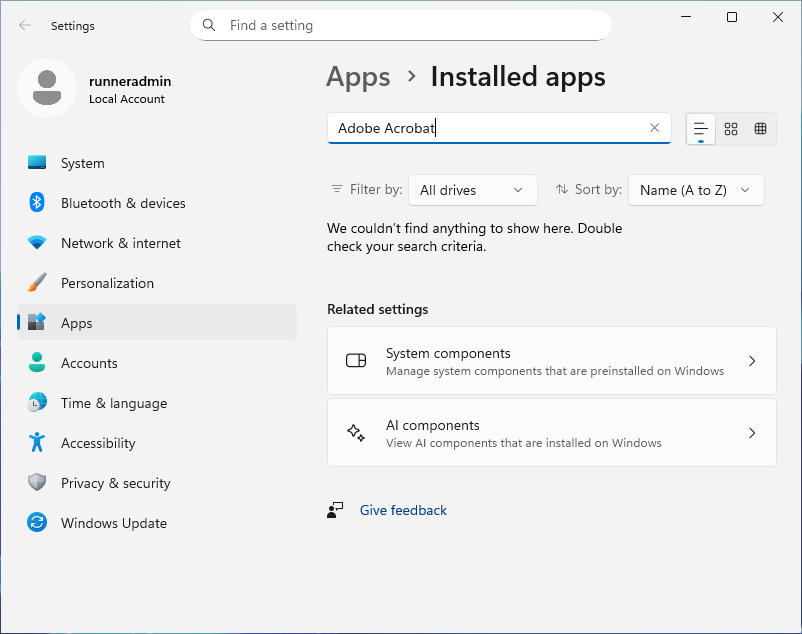 Settings
Find a setting
runneradmin
Local Account
System
Bluetooth & devices
Network & internet
Personalization
Apps
Accounts
Time & language
Accessibility
Privacy & security
Windows Update
Apps > Installed apps
Adobe Acrobat
Filter by: All drives
Sort by: Name (A to Z)
We couldn't find anything to show here. Double
check your search criteria.
Related settings
System components
Manage system components that are preinstalled on Windows
AI components
View AI components that are installed on Windows
Give feedback